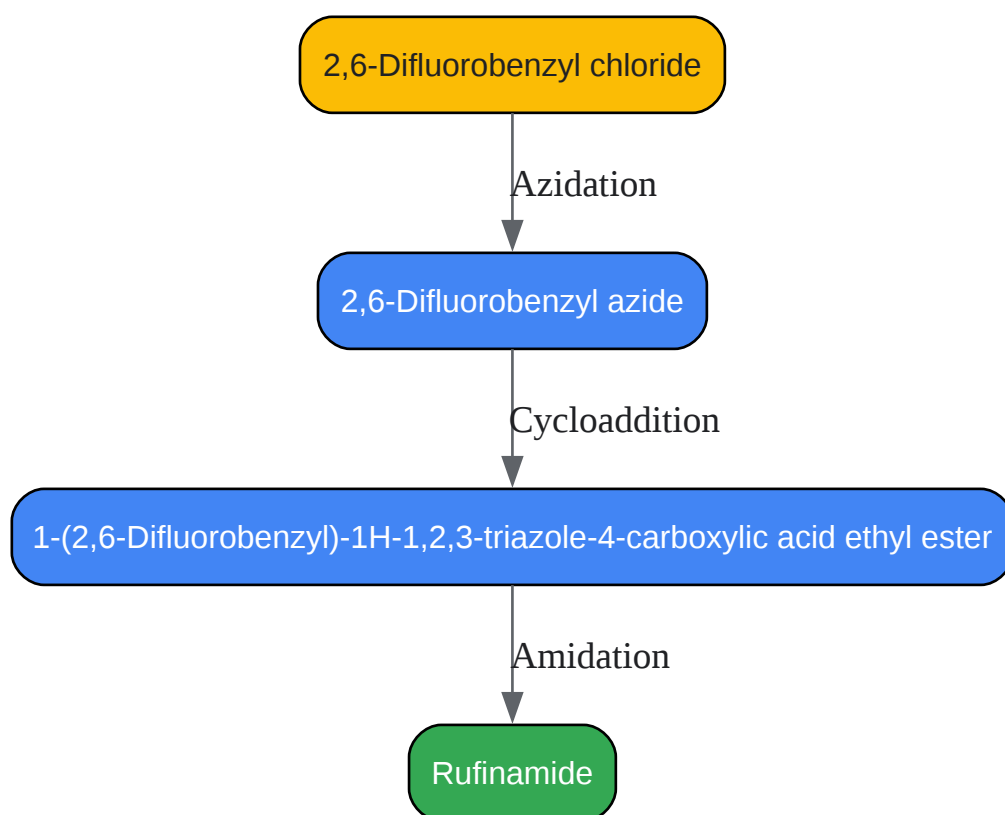 2,6-Difluorobenzyl chloride
Azidation
2,6-Difluorobenzyl azide
Cycloaddition
1-(2,6-Difluorobenzyl)-1H-1,2,3-triazole-4-carboxylic acid ethyl ester
Amidation
Rufinamide